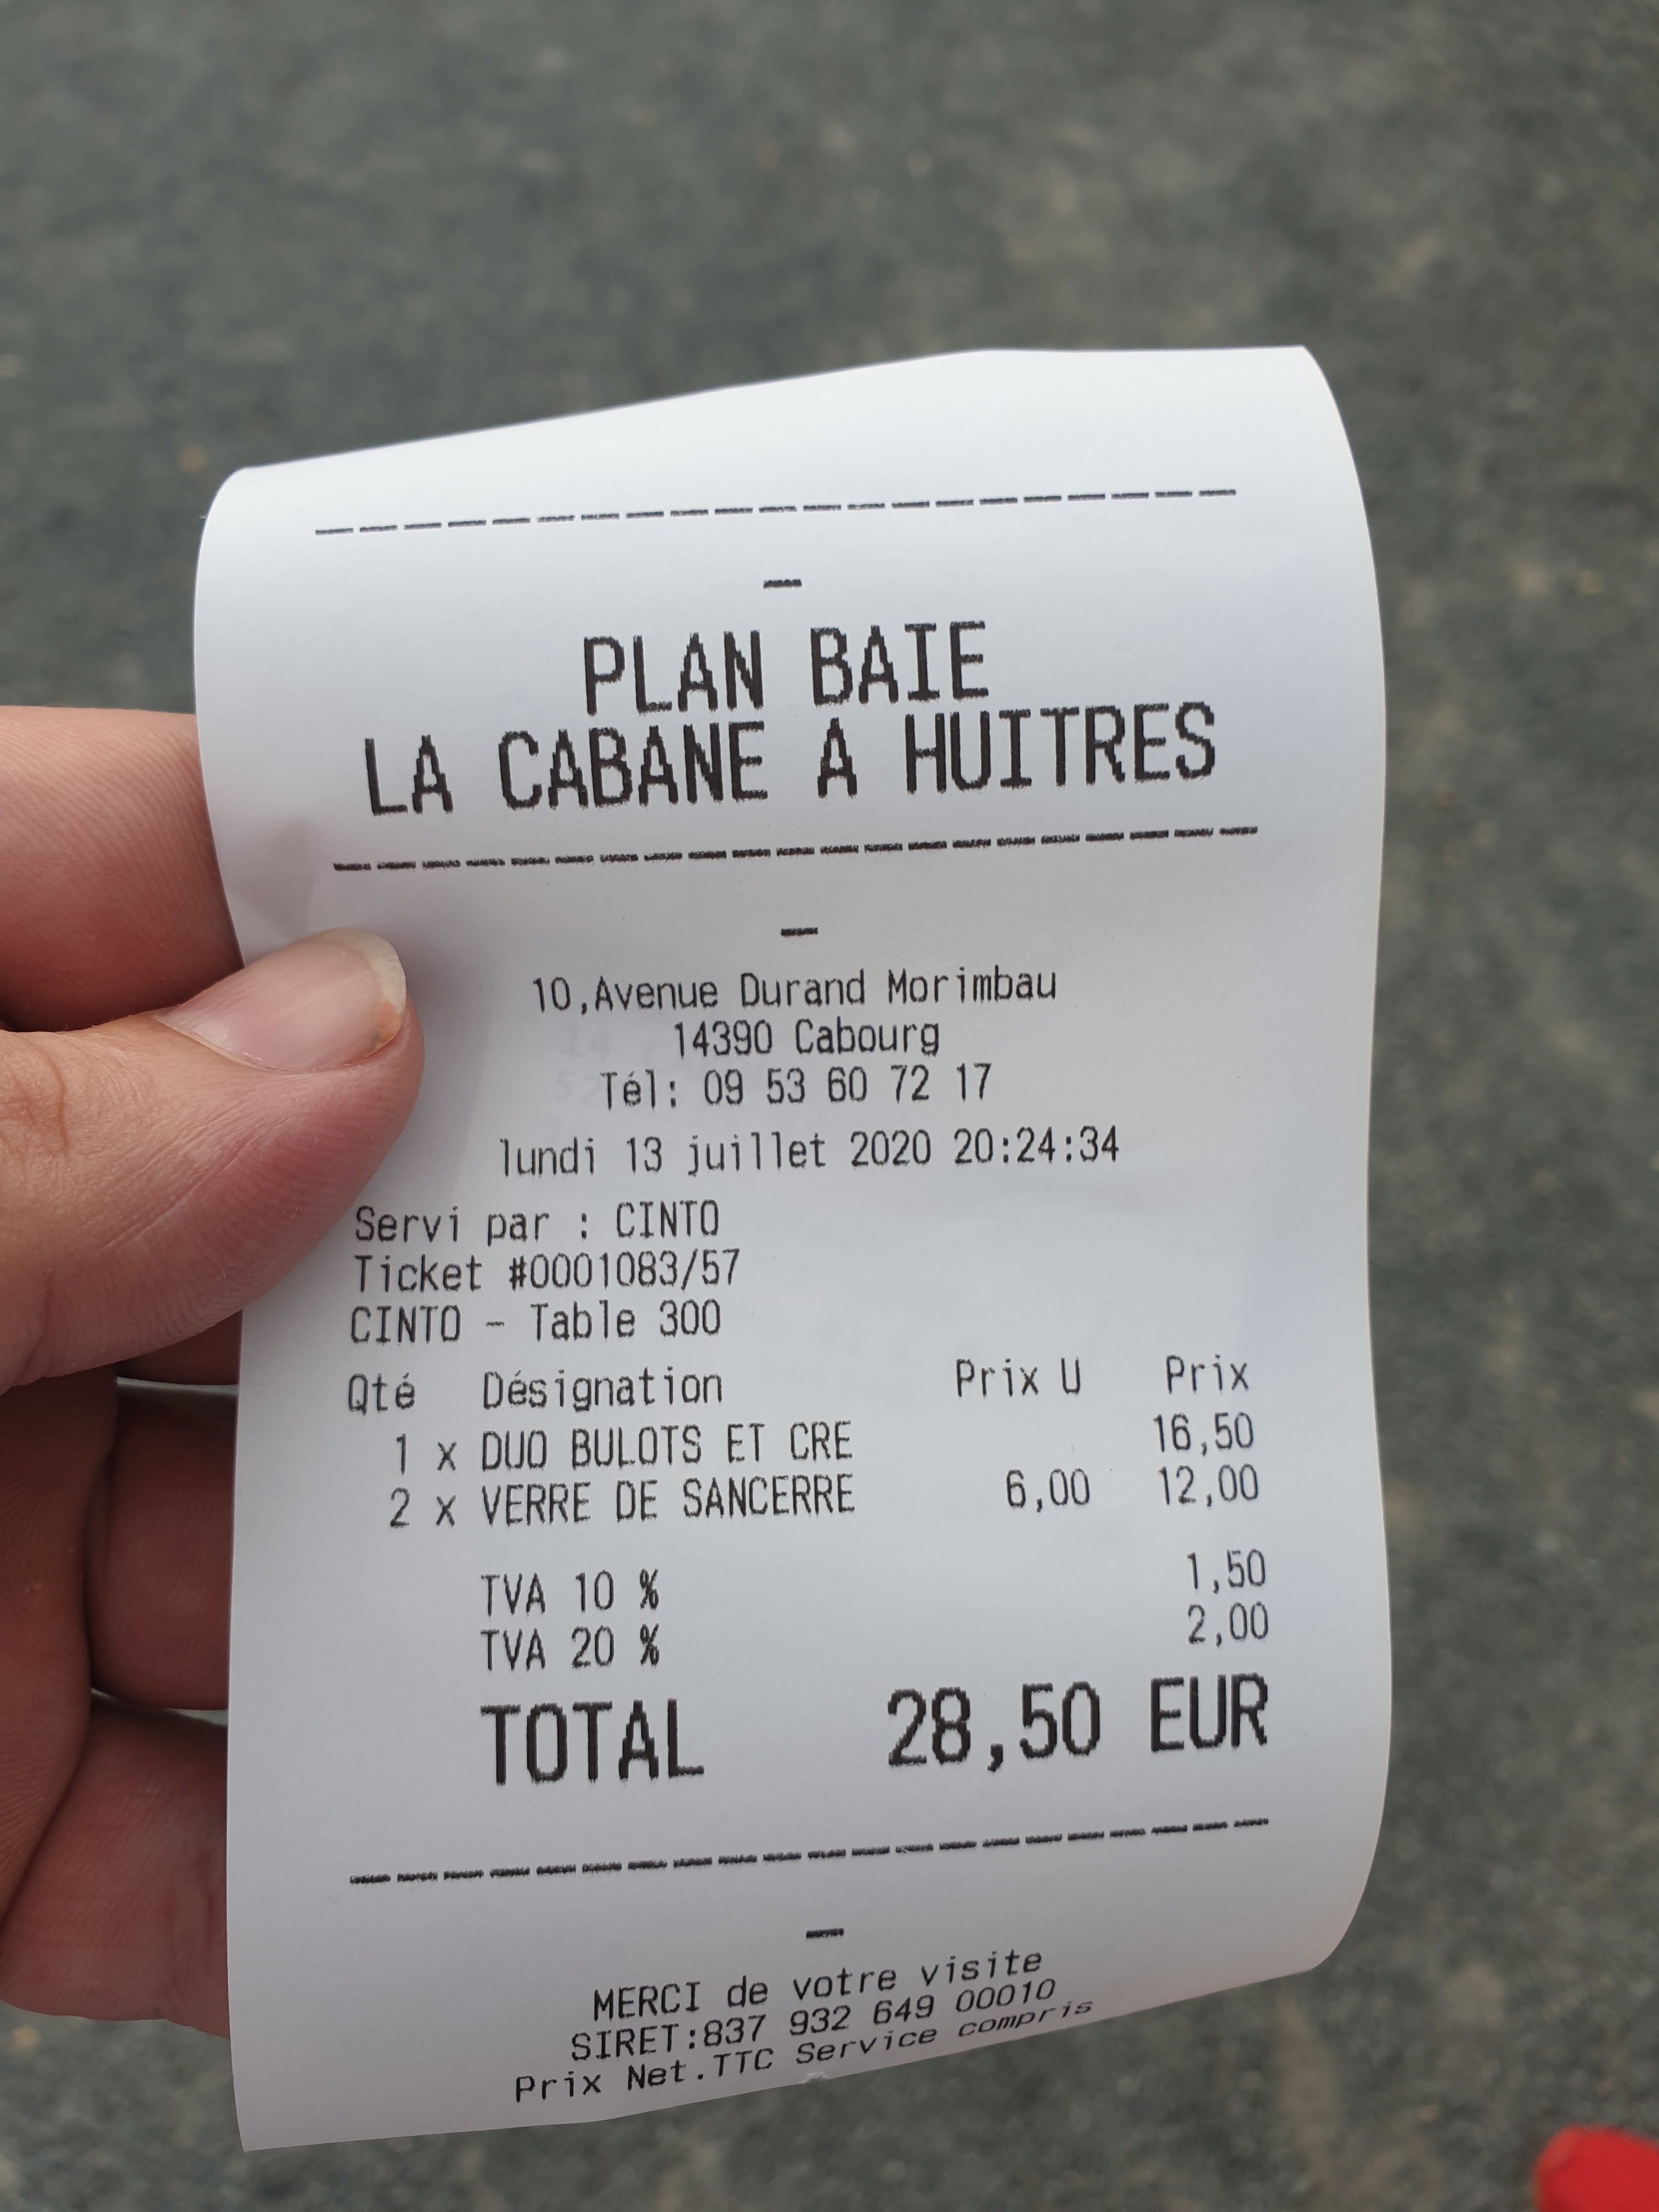 PLAN BAIE
LA CABANE A HUITRES
10,Avenue Durand Morimbau
14390 Cabourg
Tél: 09 53 60 72 17
lundi 13 juillet 2020 20:24:34
Servi par : CINTO
Ticket #0001083/57
CINTO - Table 300
Qté Désignation Prix U Prix
1 x DUO BULOTS ET CRE 16,50
2 x VERRE DE SANCERRE 6,00 12,00
TVA 10 % 1,50
TVA 20 % 2,00
TOTAL 28,50 EUR
MERCI de votre visite
SIRET:837 932 649 00010
Prix Net.TTC Service compris